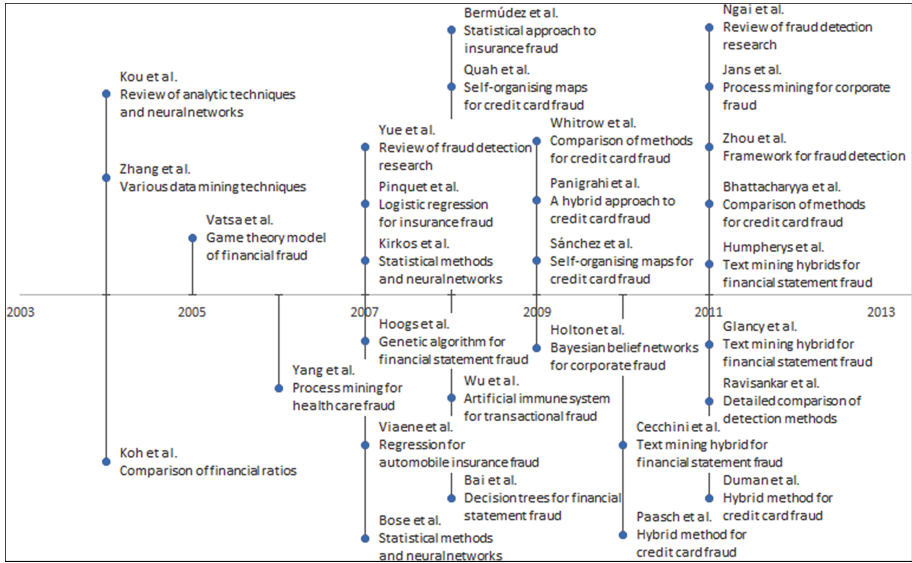 Kou et al.
Review of analytic techniques
and neural networks
Zhang et al.
Various data mining techniques
Koh et al.
Comparison of financial ratios
Vatsa et al.
Game theory model
of financial fraud
Yang et al.
Process mining for
health care fraud
Yue et al.
Review of fraud detection
research
Pinquet et al.
Logistic regression
for insurance fraud
Kirkos et al.
Statistical methods
and neural networks
Hoogs et al.
Genetic algorithm for
financial statement fraud
Viaene et al.
Regression for
automobile insurance fraud
Bose et al.
Statistical methods
and neural networks
Bermúdez et al.
Statistical approach to
insurance fraud
Quah et al.
Self-organising maps
for credit card fraud
Wu et al.
Artificial immune system
for transactional fraud
Bai et al.
Decision trees for financial
statement fraud
Whitrow et al.
Comparison of methods
for credit card fraud
Panigrahi et al.
A hybrid approach to
credit card fraud
Sánchez et al.
Self-organising maps for
credit card fraud
Holton et al.
Bayesian belief networks
for corporate fraud
Cecchini et al.
Text mining hybrid for
financial statement fraud
Paasch et al.
Hybrid method for
credit card fraud
Ngai et al.
Review of fraud detection
research
Jans et al.
Process mining for corporate
fraud
Zhou et al.
Framework for fraud detection
Bhattacharyya et al.
Comparison of methods
for credit card fraud
Humpherys et al.
Text mining hybrids for
financial statement fraud
Glancy et al.
Text mining hybrid for
financial statement fraud
Ravisankar et al.
Detailed comparison of
detection methods
Duman et al.
Hybrid method for
credit card fraud
2003
2005
2007
2009
2011
2013